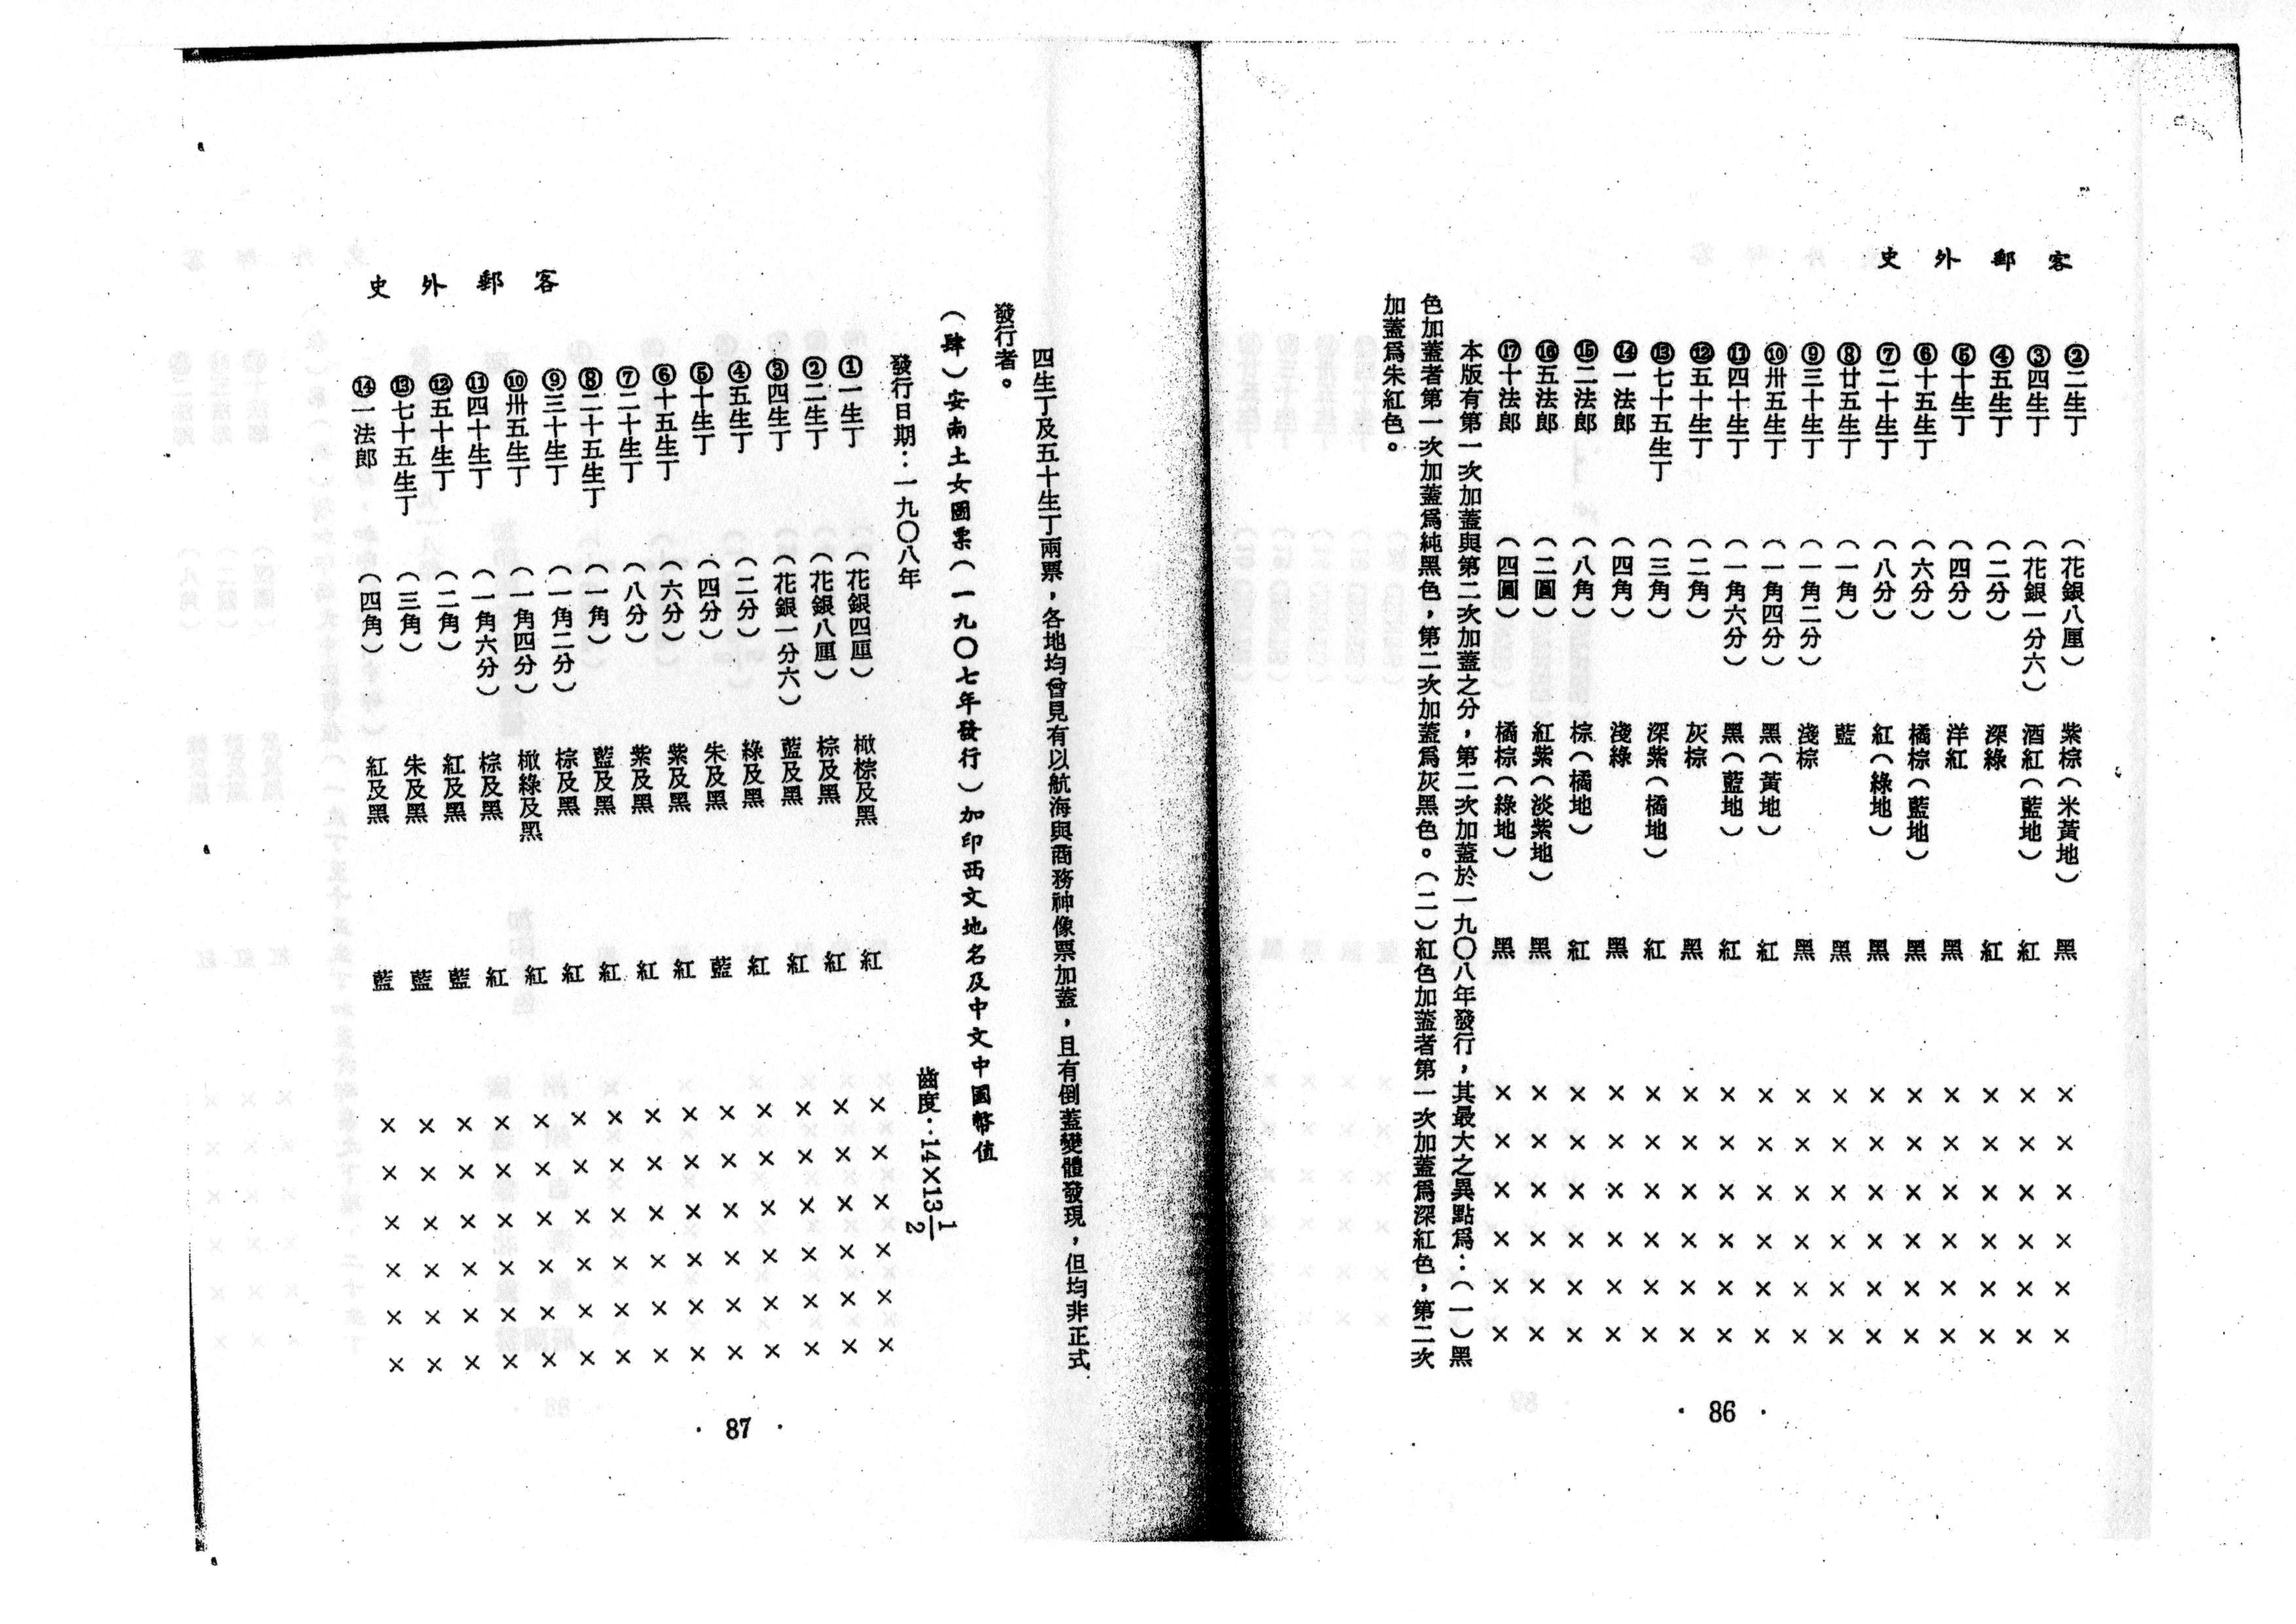 客郵外史
②二生丁 (花銀八厘) 紫棕(米黃地) 黑 ××××××
③四生丁 (花銀一分六) 酒紅(藍地) 紅 ××××××
④五生丁 (二分) 深綠 紅 ××××××
⑤十生丁 (四分) 洋紅 黑 ××××××
⑥十五生丁 (六分) 橘棕(藍地) 黑 ××××××
⑦二十生丁 (八分) 紅(綠地) 黑 ××××××
⑧廿五生丁 (一角) 藍 黑 ××××××
⑨三十生丁 (一角二分) 淺棕 黑 ××××××
⑩卅五生丁 (一角四分) 黑(黃地) 紅 ××××××
⑪四十生丁 (一角六分) 黑(藍地) 紅 ××××××
⑫五十生丁 (二角) 灰棕 黑 ××××××
⑬七十五生丁 (三角) 深紫(橘地) 紅 ××××××
⑭一法郎 (四角) 淺綠 黑 ××××××
⑮二法郎 (八角) 棕(橘地) 紅 ××××××
⑯五法郎 (二圓) 紅紫(淡紫地) 黑 ××××××
⑰十法郎 (四圓) 橘棕(綠地) 黑 ××××××
本版有第一次加蓋與第二次加蓋之分,第二次加蓋於一九〇八年發行,其最大之異點爲:(一)黑
色加蓋者第一次加蓋爲純黑色,第二次加蓋爲灰黑色。(二)紅色加蓋者第一次加蓋爲深紅色,第二次
加蓋爲朱紅色。
· 86 ·
四生丁及五十生丁兩票,各地均曾見有以航海與商務神像票加蓋,且有倒蓋變體發現,但均非正式
發行者。
(肆)安南土女圖票(一九〇七年發行)加印西文地名及中文中國幣值
發行日期:一九〇八年 齒度:14×13 1/2
①一生丁 (花銀四厘) 橄棕及黑 紅 ××××××
②二生丁 (花銀八厘) 棕及黑 紅 ××××××
③四生丁 (花銀一分六) 藍及黑 紅 ××××××
④五生丁 (二分) 綠及黑 紅 ××××××
⑤十生丁 (四分) 朱及黑 藍 ××××××
⑥十五生丁 (六分) 紫及黑 紅 ××××××
⑦二十生丁 (八分) 紫及黑 紅 ××××××
⑧二十五生丁 (一角) 藍及黑 紅 ××××××
⑨三十生丁 (一角二分) 棕及黑 紅 ××××××
⑩卅五生丁 (一角四分) 橄綠及黑 紅 ××××××
⑪四十生丁 (一角六分) 棕及黑 紅 ××××××
⑫五十生丁 (二角) 紅及黑 藍 ××××××
⑬七十五生丁 (三角) 朱及黑 藍 ××××××
⑭一法郎 (四角) 紅及黑 藍 ××××××
客郵外史
· 87 ·